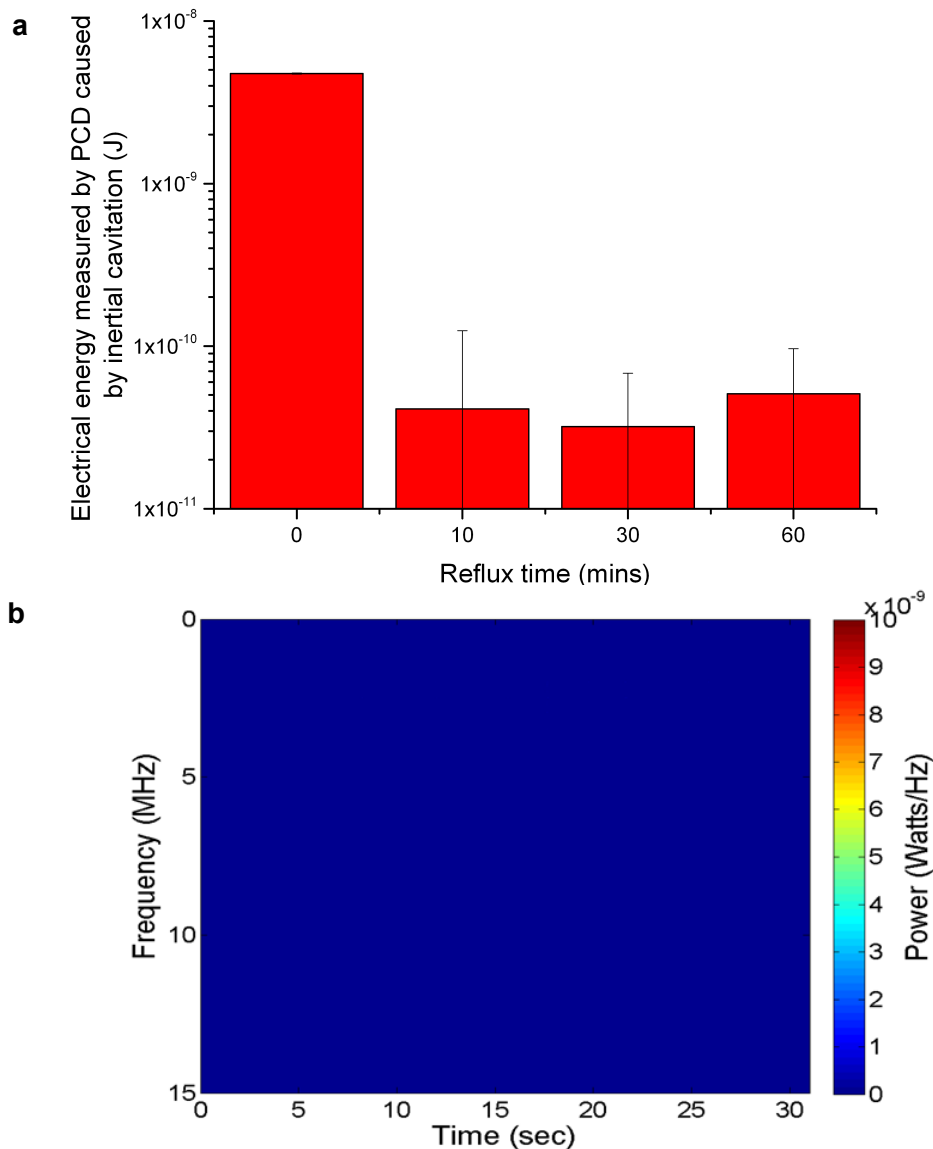 a
Electrical energy measured by PCD caused
by inertial cavitation (J)
1x10⁻⁸
1x10⁻⁹
1x10⁻¹⁰
1x10⁻¹¹
0 10 30 60
Reflux time (mins)
b
Frequency (MHz)
0
5
10
15
0 5 10 15 20 25 30
Time (sec)
x 10⁻⁹
10
9
8
7
6
5
4
3
2
1
0
Power (Watts/Hz)